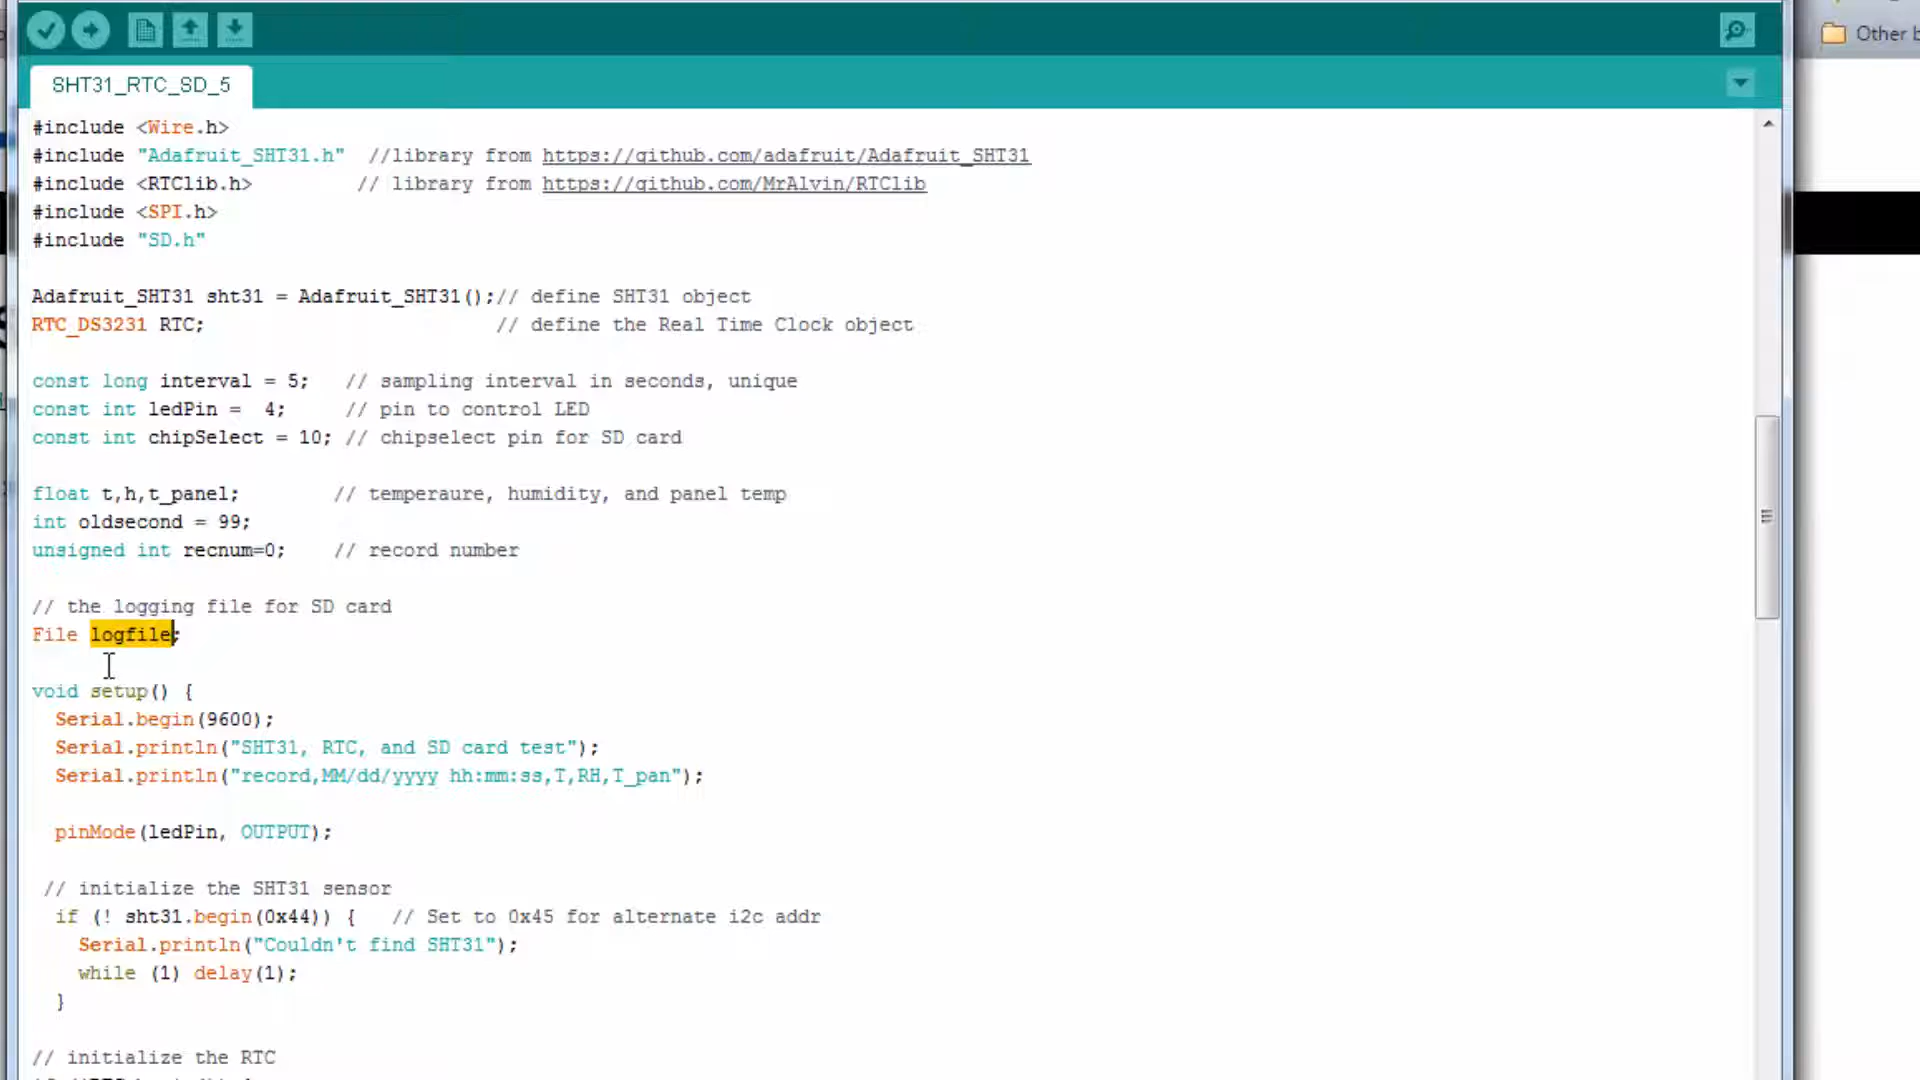 Other b
SHT31_RTC_SD_5
#include <Wire.h>
#include "Adafruit_SHT31.h"  //library from https://github.com/adafruit/Adafruit_SHT31
#include <RTClib.h>         // library from https://github.com/MrAlvin/RTClib
#include <SPI.h>
#include "SD.h"
Adafruit_SHT31 sht31 = Adafruit_SHT31();// define SHT31 object
RTC_DS3231 RTC;                         // define the Real Time Clock object
const long interval = 5;   // sampling interval in seconds, unique
const int ledPin =  4;     // pin to control LED
const int chipSelect = 10; // chipselect pin for SD card
float t,h,t_panel;        // temperaure, humidity, and panel temp
int oldsecond = 99;
unsigned int recnum=0;    // record number
// the logging file for SD card
File logfile;
void setup() {
  Serial.begin(9600);
  Serial.println("SHT31, RTC, and SD card test");
  Serial.println("record,MM/dd/yyyy hh:mm:ss,T,RH,T_pan");
  pinMode(ledPin, OUTPUT);
 // initialize the SHT31 sensor
  if (! sht31.begin(0x44)) {   // Set to 0x45 for alternate i2c addr
    Serial.println("Couldn't find SHT31");
    while (1) delay(1);
  }
// initialize the RTC